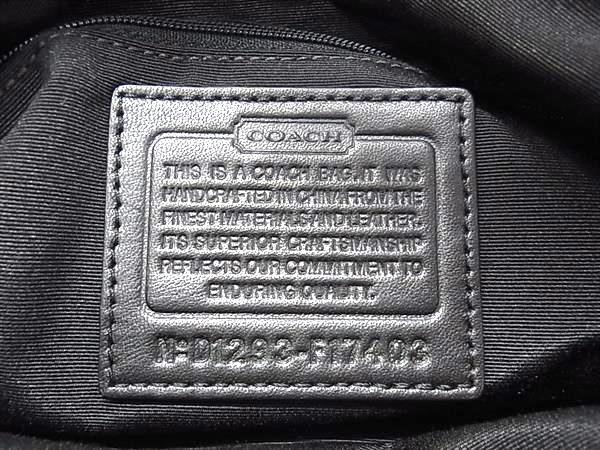 COACH
THIS IS A COACH BAG. IT WAS
HANDCRAFTED IN CHINA FROM THE
FINEST MATERIALS AND LEATHER.
ITS SUPERIOR CRAFTSMANSHIP
REFLECTS OUR COMMITMENT TO
ENDURING QUALITY.
Nº D1293-F17403